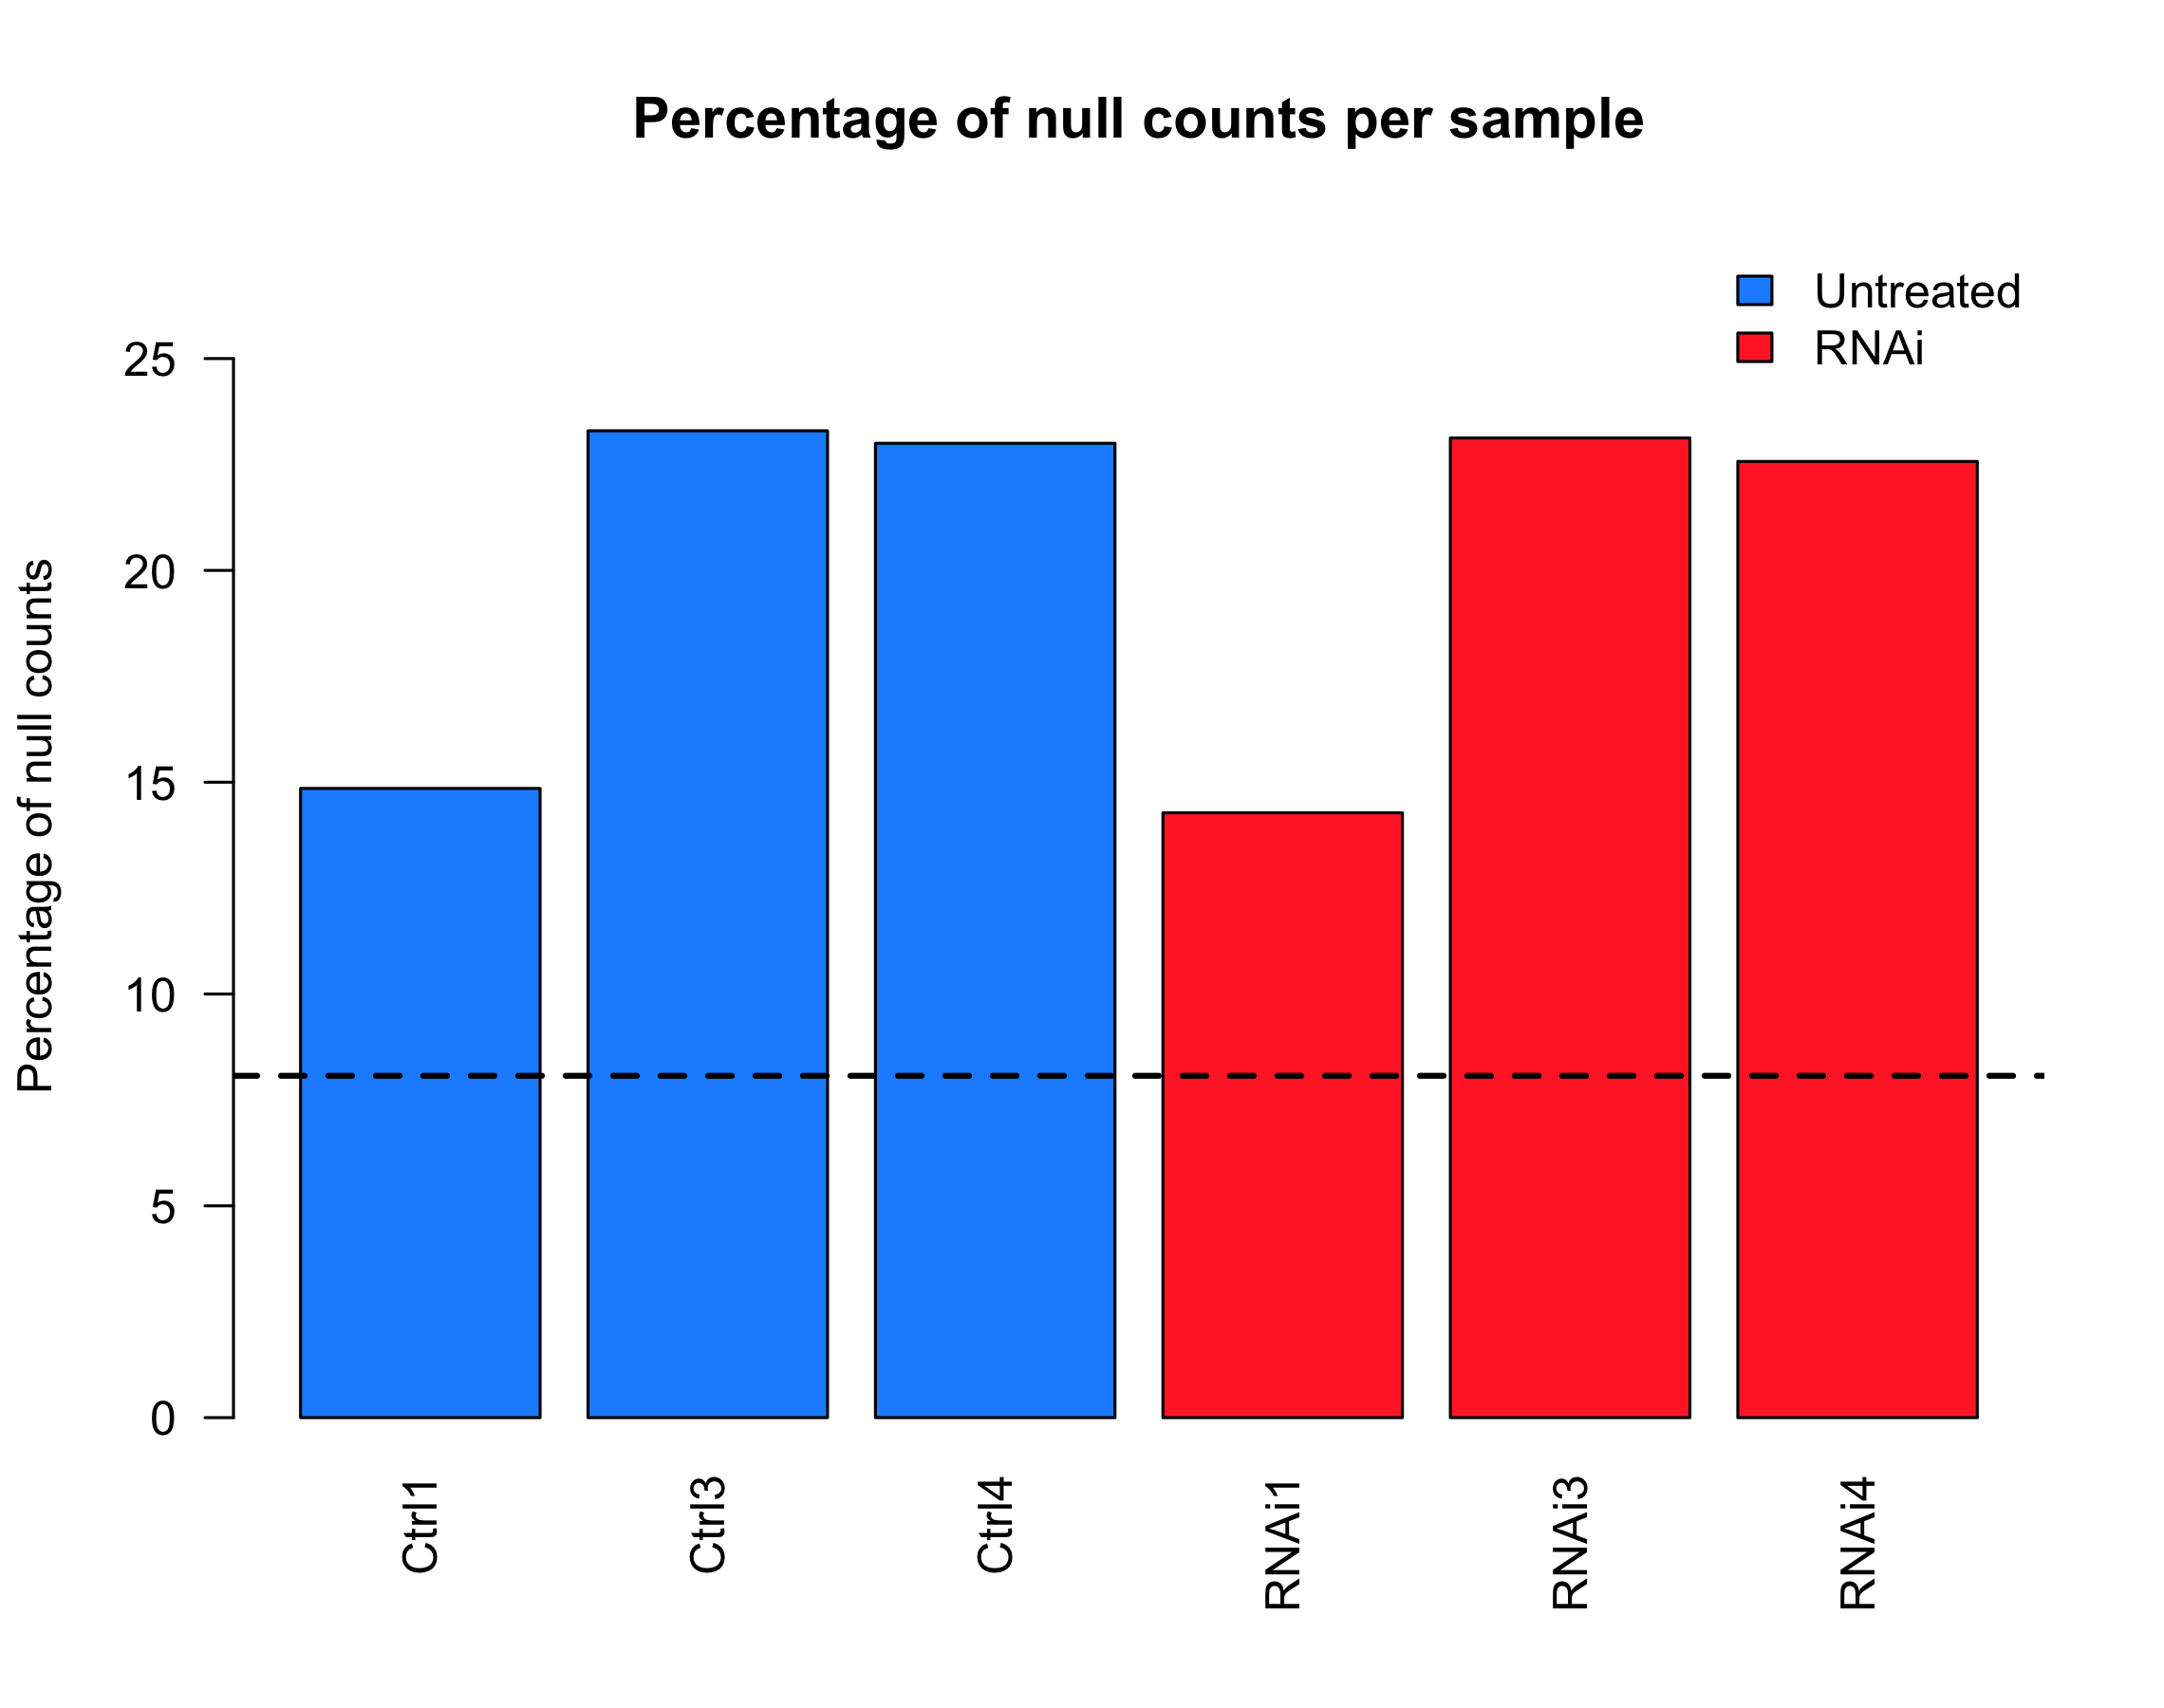 Percentage of null counts per sample
Untreated
RNAi
Percentage of null counts
25
20
15
10
5
0
Ctrl1
Ctrl3
Ctrl4
RNAi1
RNAi3
RNAi4